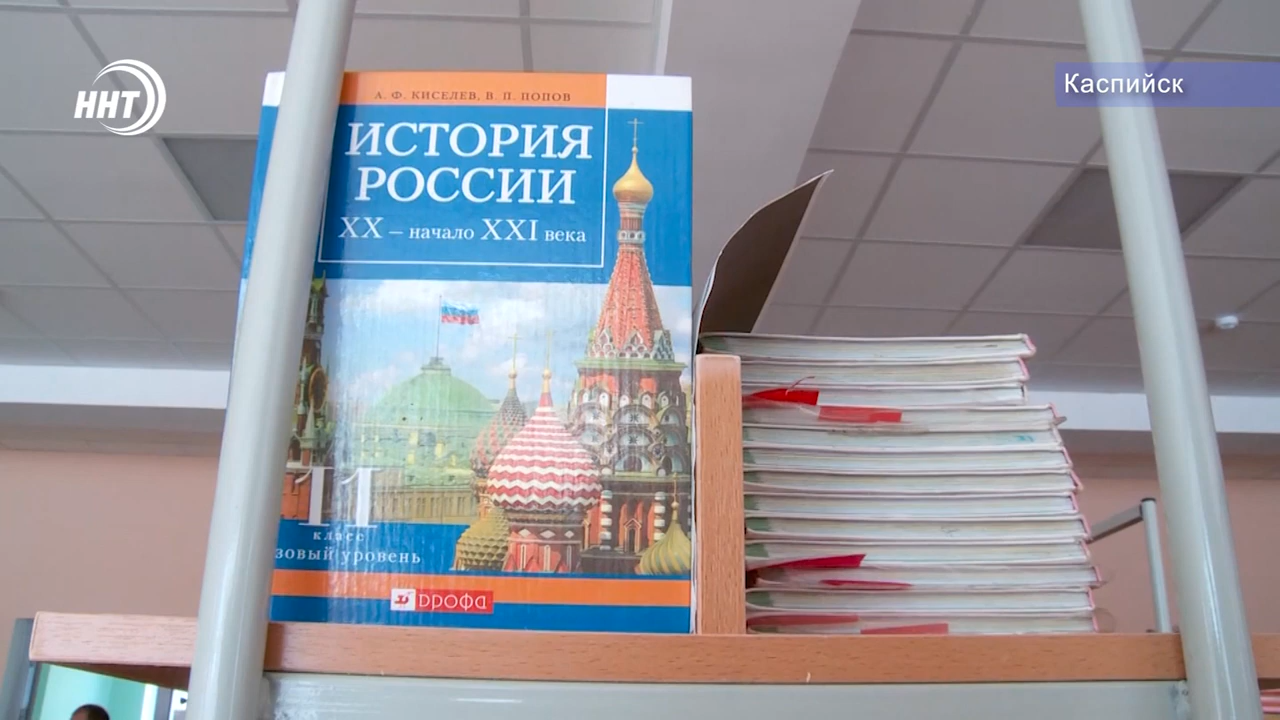 ННТ
Каспийск
А. Ф. КИСЕЛЕВ, В. П. ПОПОВ
ИСТОРИЯ
РОССИИ
XX – начало XXI века
11
класс
зовый уровень
ДРОФА